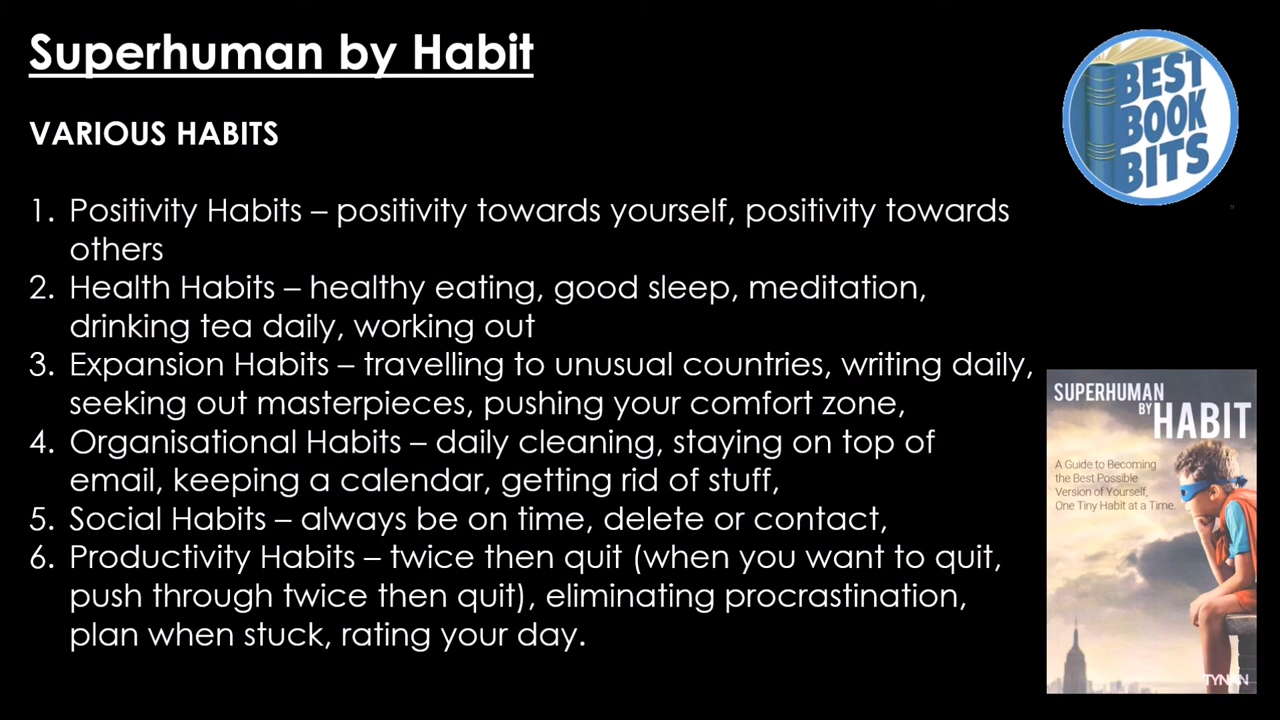 Superhuman by Habit
VARIOUS HABITS
1. Positivity Habits – positivity towards yourself, positivity towards
others
2. Health Habits – healthy eating, good sleep, meditation,
drinking tea daily, working out
3. Expansion Habits – travelling to unusual countries, writing daily,
seeking out masterpieces, pushing your comfort zone,
4. Organisational Habits – daily cleaning, staying on top of
email, keeping a calendar, getting rid of stuff,
5. Social Habits – always be on time, delete or contact,
6. Productivity Habits – twice then quit (when you want to quit,
push through twice then quit), eliminating procrastination,
plan when stuck, rating your day.
BEST
BOOK
BITS
SUPERHUMAN
BY HABIT
A Guide to Becoming
the Best Possible
Version of Yourself,
One Tiny Habit at a Time.
TYNAN